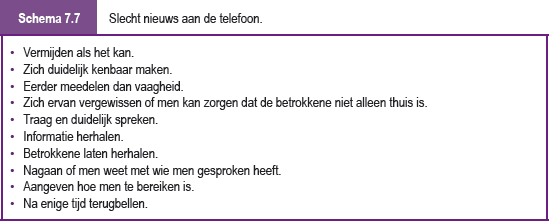 Schema 7.7 Slecht nieuws aan de telefoon.
• Vermijden als het kan.
• Zich duidelijk kenbaar maken.
• Eerder meedelen dan vaagheid.
• Zich ervan vergewissen of men kan zorgen dat de betrokkene niet alleen thuis is.
• Traag en duidelijk spreken.
• Informatie herhalen.
• Betrokkene laten herhalen.
• Nagaan of men weet met wie men gesproken heeft.
• Aangeven hoe men te bereiken is.
• Na enige tijd terugbellen.